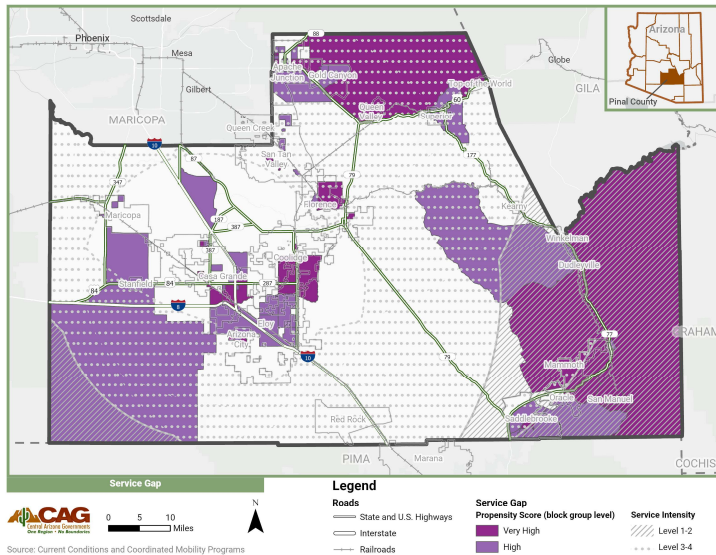 Scottsdale
Phoenix
Mesa
Gilbert
MARICOPA
88
Apache
Junction
Gold Canyon
Top of the World
60
Queen
Valley
Superior
Globe
GILA
Arizona
Pinal County
Queen Creek
10
87
San Tan
Valley
177
347
79
Maricopa
Florence
Kearny
187
387
Winkelman
387
Coolidge
Dudleyville
Casa Grande
84
Stanfield
84
287
8
Eloy
Arizona
City
10
77
GRAHAM
79
Mammoth
Oracle
San Manuel
Red Rock
Saddlebrooke
PIMA
Marana
COCHIS
Service Gap
CAG
Central Arizona Governments
One Region • No Boundaries
0 5 10
Miles
N
Source: Current Conditions and Coordinated Mobility Programs
Legend
Roads
State and U.S. Highways
Interstate
Railroads
Service Gap
Propensity Score (block group level)
Very High
High
Service Intensity
Level 1-2
Level 3-4